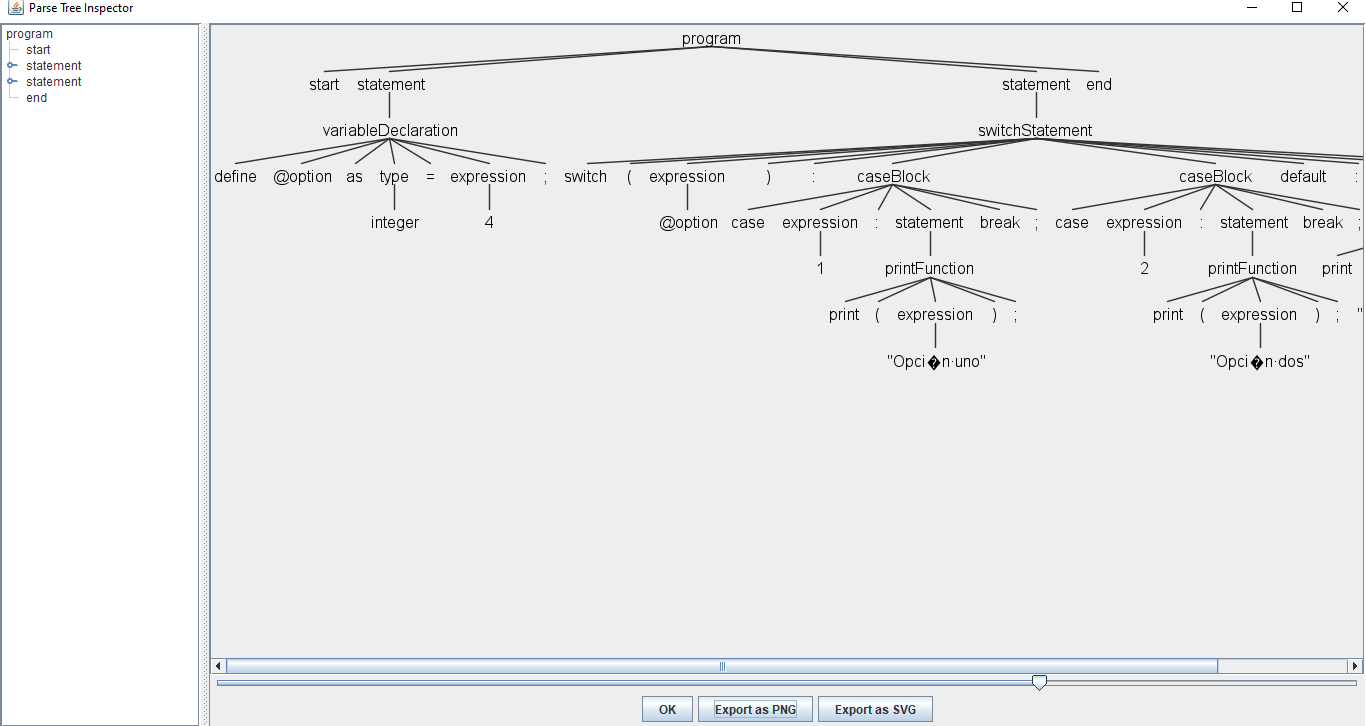 Parse Tree Inspector
program
start
statement
statement
end
program
start statement statement end
variableDeclaration switchStatement
define @option as type = expression ; switch ( expression ) : caseBlock caseBlock default :
integer 4 @option case expression : statement break ; case expression : statement break ;
1 printFunction 2 printFunction print
print ( expression ) ; print ( expression ) ; "
"Opci�n·uno" "Opci�n·dos"
OK Export as PNG Export as SVG